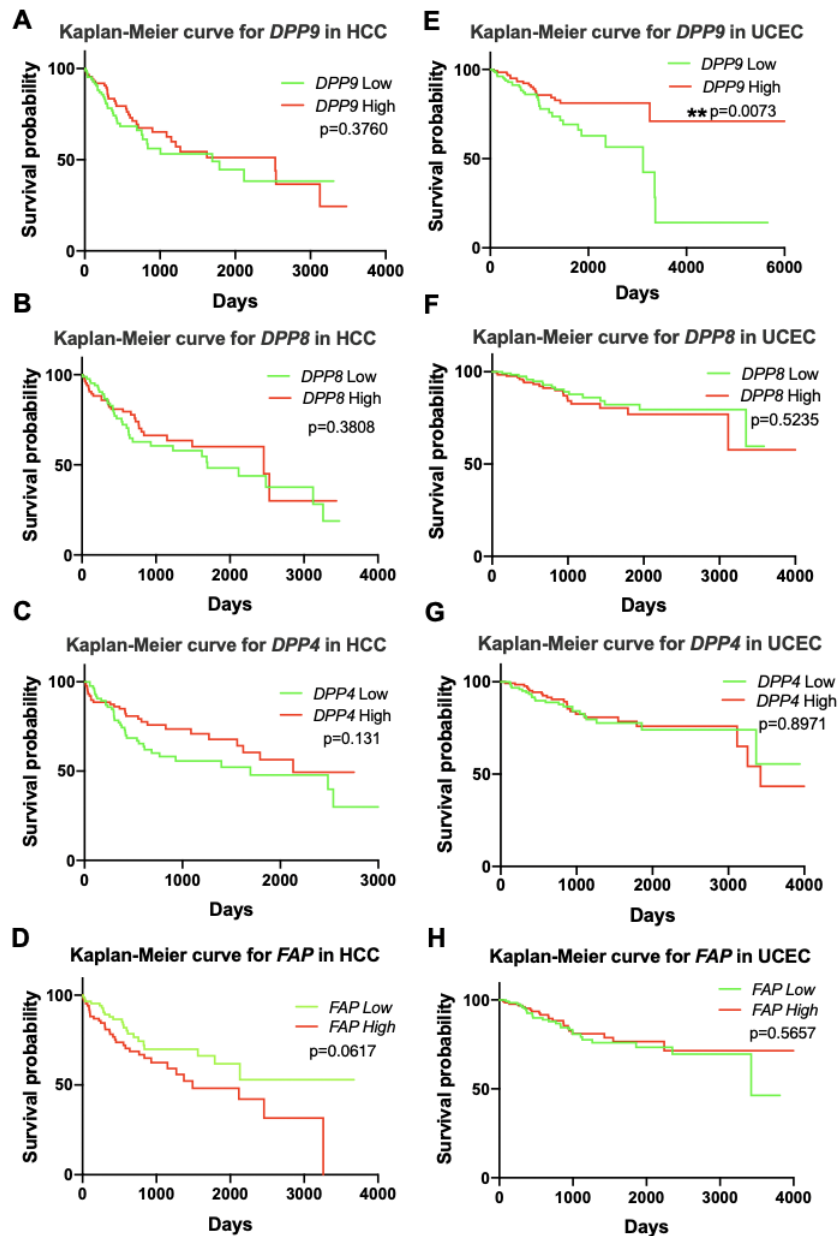 A
Kaplan-Meier curve for DPP9 in HCC
Survival probability
100
50
0
DPP9 Low
DPP9 High
p=0.3760
0 1000 2000 3000 4000
Days
B
Kaplan-Meier curve for DPP8 in HCC
Survival probability
100
50
0
DPP8 Low
DPP8 High
p=0.3808
0 1000 2000 3000 4000
Days
C
Kaplan-Meier curve for DPP4 in HCC
Survival probability
100
50
0
DPP4 Low
DPP4 High
p=0.131
0 1000 2000 3000
Days
D
Kaplan-Meier curve for FAP in HCC
Survival probability
100
50
0
FAP Low
FAP High
p=0.0617
0 1000 2000 3000 4000
Days
E
Kaplan-Meier curve for DPP9 in UCEC
Survival probability
100
50
0
DPP9 Low
DPP9 High
** p=0.0073
0 2000 4000 6000
Days
F
Kaplan-Meier curve for DPP8 in UCEC
Survival probability
100
50
0
DPP8 Low
DPP8 High
p=0.5235
0 1000 2000 3000 4000
Days
G
Kaplan-Meier curve for DPP4 in UCEC
Survival probability
100
50
0
DPP4 Low
DPP4 High
p=0.8971
0 1000 2000 3000 4000
Days
H
Kaplan-Meier curve for FAP in UCEC
Survival probability
100
50
0
FAP Low
FAP High
p=0.5657
0 1000 2000 3000 4000
Days